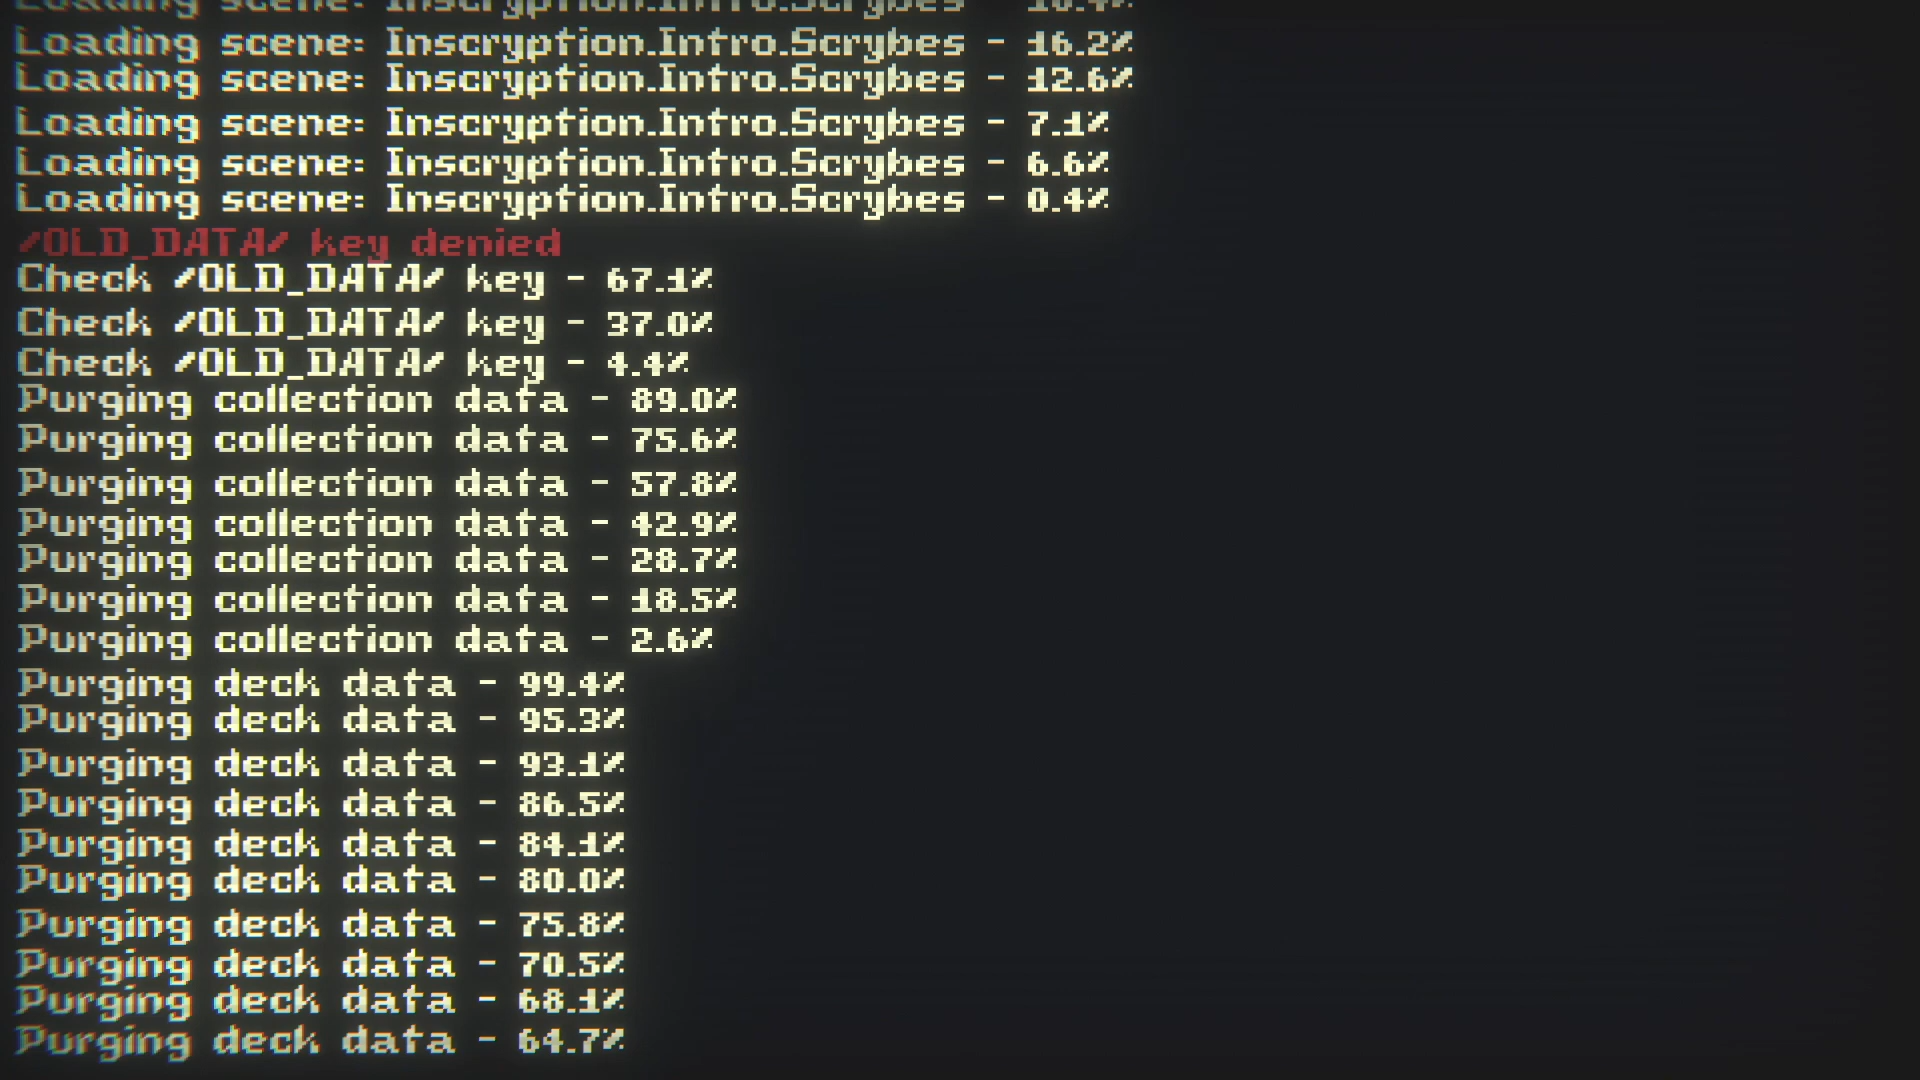 Loading scene: Inscryption.Intro.Scrybes -
Loading scene: Inscryption.Intro.Scrybes - 16.2%
Loading scene: Inscryption.Intro.Scrybes - 12.6%
Loading scene: Inscryption.Intro.Scrybes - 7.1%
Loading scene: Inscryption.Intro.Scrybes - 6.6%
Loading scene: Inscryption.Intro.Scrybes - 0.4%
/OLD_DATA/ key denied
Check /OLD_DATA/ key - 67.1%
Check /OLD_DATA/ key - 37.0%
Check /OLD_DATA/ key - 4.4%
Purging collection data - 89.0%
Purging collection data - 75.6%
Purging collection data - 57.8%
Purging collection data - 42.9%
Purging collection data - 28.7%
Purging collection data - 18.5%
Purging collection data - 2.6%
Purging deck data - 99.4%
Purging deck data - 95.3%
Purging deck data - 93.1%
Purging deck data - 86.5%
Purging deck data - 84.1%
Purging deck data - 80.0%
Purging deck data - 75.8%
Purging deck data - 70.5%
Purging deck data - 68.1%
Purging deck data - 64.7%